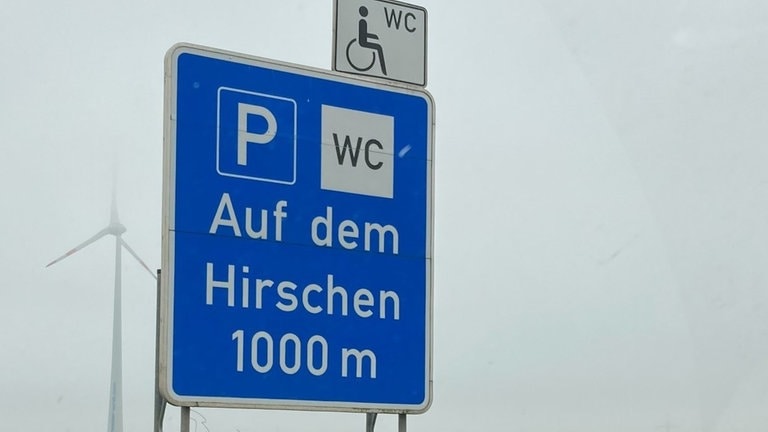 WC
P WC
Auf dem
Hirschen
1000 m